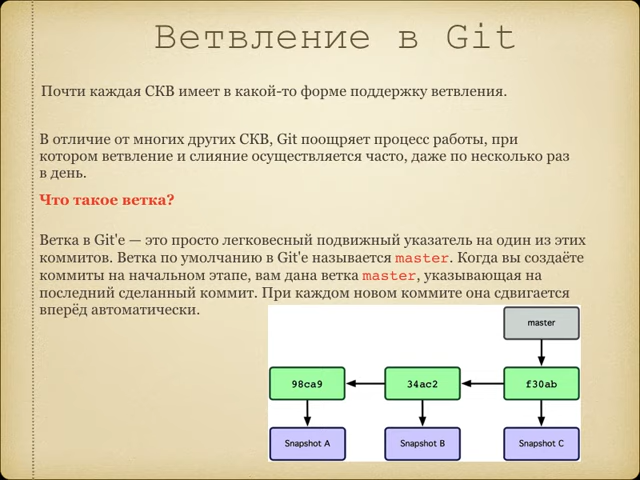 Ветвление в Git
Почти каждая СКВ имеет в какой-то форме поддержку ветвления.
В отличие от многих других СКВ, Git поощряет процесс работы, при
котором ветвление и слияние осуществляется часто, даже по несколько раз
в день.
Что такое ветка?
Ветка в Git'е — это просто легковесный подвижный указатель на один из этих
коммитов. Ветка по умолчанию в Git'е называется master. Когда вы создаёте
коммиты на начальном этапе, вам дана ветка master, указывающая на
последний сделанный коммит. При каждом новом коммите она сдвигается
вперёд автоматически.
master
98ca9 34ac2 f30ab
Snapshot A Snapshot B Snapshot C